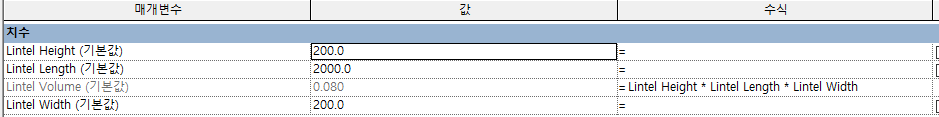 매개변수 값 수식
치수
Lintel Height (기본값) 200.0 =
Lintel Length (기본값) 2000.0 =
Lintel Volume (기본값) 0.080 = Lintel Height * Lintel Length * Lintel Width
Lintel Width (기본값) 200.0 =